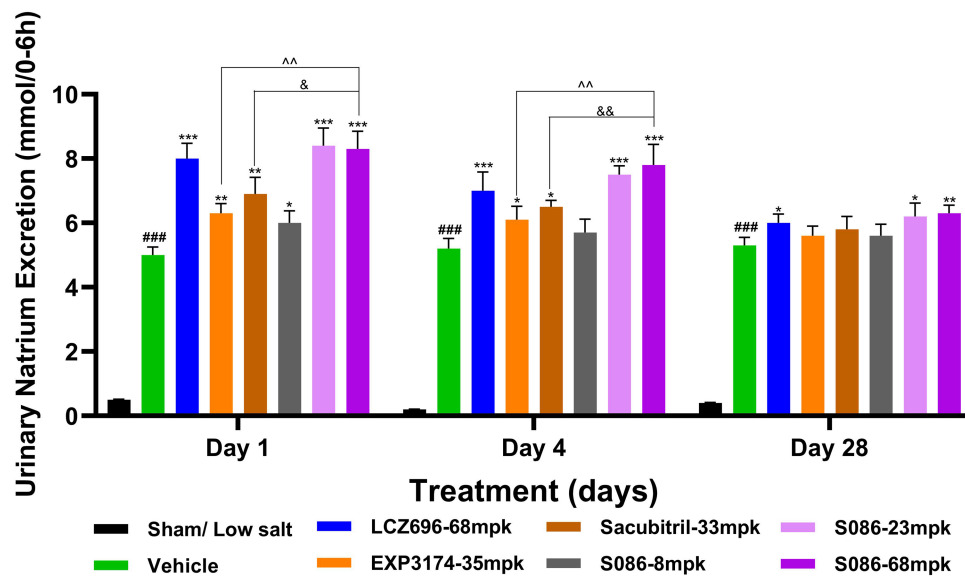 Urinary Natrium Excretion (mmol/0-6h)
10
8
6
4
2
0
^^
&
###
***
**
**
*
***
***
^^
&&
###
***
*
*
***
***
###
*
*
**
Day 1
Day 4
Day 28
Treatment (days)
Sham/ Low salt
LCZ696-68mpk
Sacubitril-33mpk
S086-23mpk
Vehicle
EXP3174-35mpk
S086-8mpk
S086-68mpk